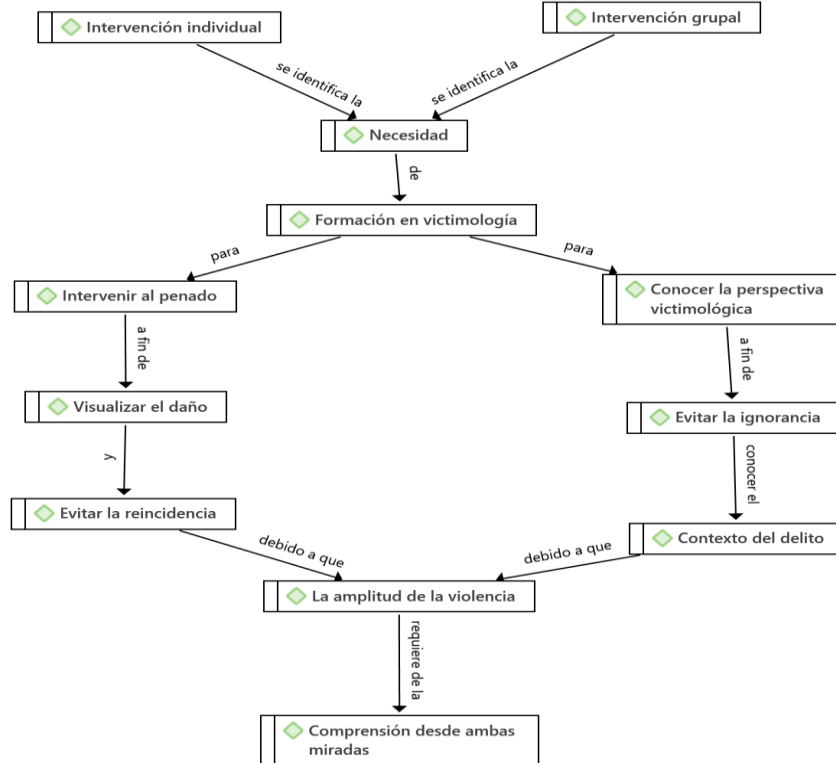 Intervención individual
Intervención grupal
se identifica la
se identifica la
Necesidad
de
Formación en victimología
para
para
Intervenir al penado
Conocer la perspectiva
victimológica
a fin de
a fin de
Visualizar el daño
Evitar la ignorancia
y
conocer el
Evitar la reincidencia
Contexto del delito
debido a que
debido a que
La amplitud de la violencia
requiere de la
Comprensión desde ambas
miradas